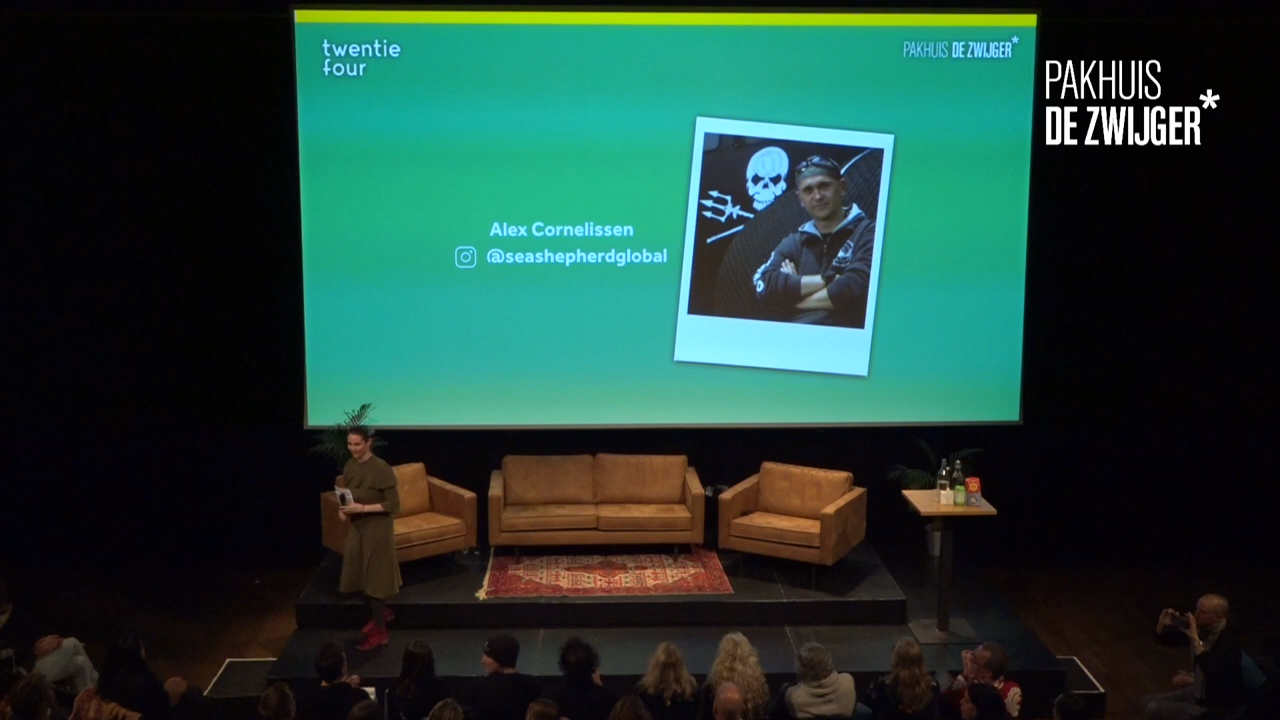 twentie
four
PAKHUIS DE ZWIJGER*
PAKHUIS
DE ZWIJGER*
Alex Cornelissen
@seashepherdglobal